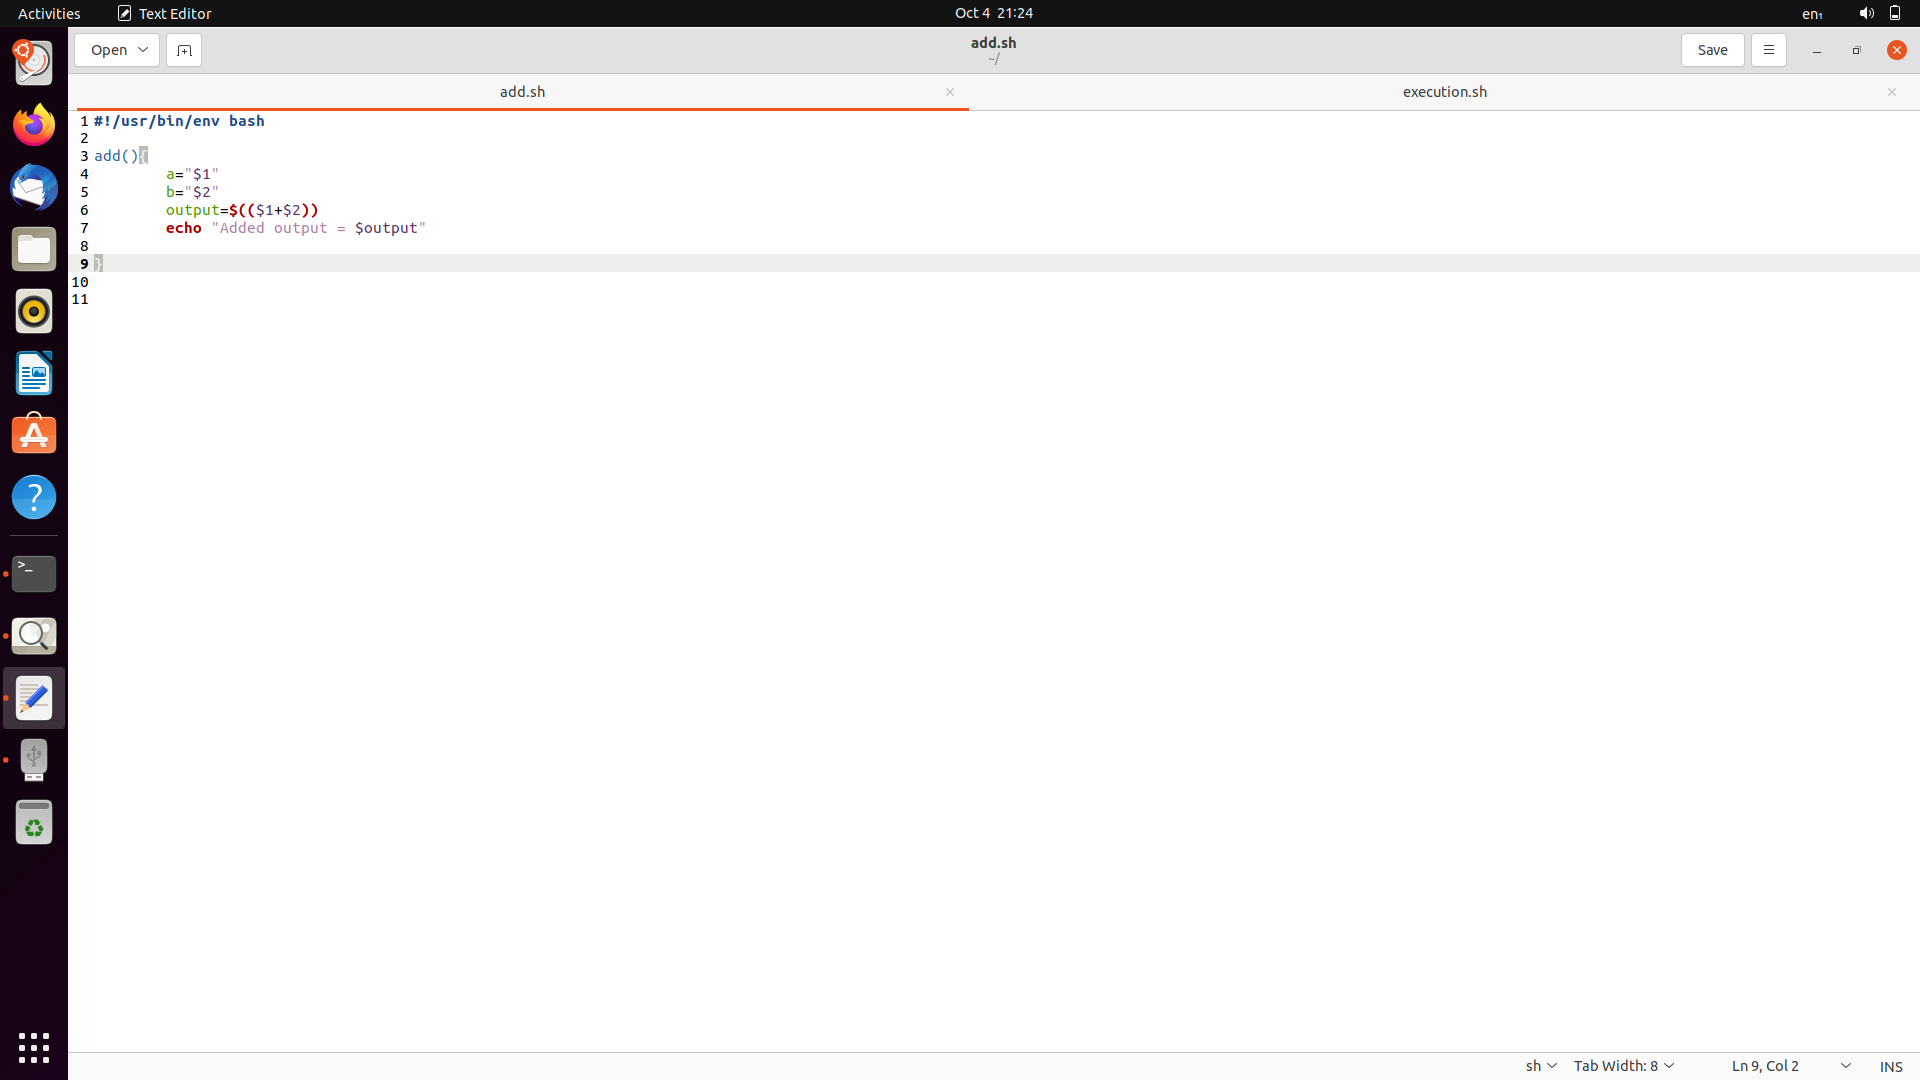 Activities Text Editor Oct 4 21:24 en₁
Open add.sh Save
~/
add.sh execution.sh
1 #!/usr/bin/env bash
2
3 add(){
4 a="$1"
5 b="$2"
6 output=$(($1+$2))
7 echo "Added output = $output"
8
9 }
10
11
sh Tab Width: 8 Ln 9, Col 2 INS